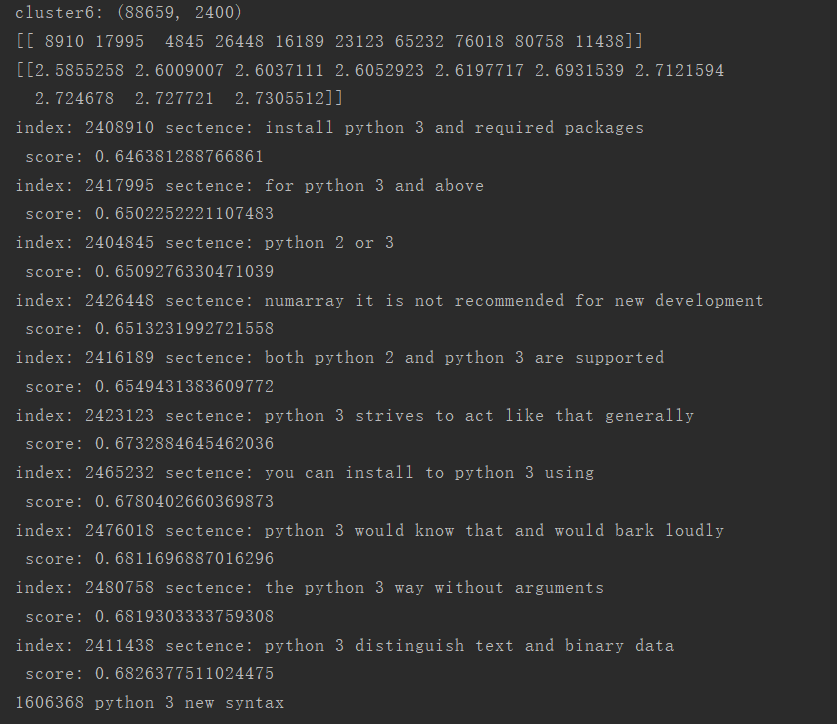 cluster6: (88659, 2400)
[[ 8910 17995  4845 26448 16189 23123 65232 76018 80758 11438]]
[[2.5855258 2.6009007 2.6037111 2.6052923 2.6197717 2.6931539 2.7121594
  2.724678  2.727721  2.7305512]]
index: 2408910 sectence: install python 3 and required packages
 score: 0.646381288766861
index: 2417995 sectence: for python 3 and above
 score: 0.6502252221107483
index: 2404845 sectence: python 2 or 3
 score: 0.6509276330471039
index: 2426448 sectence: numarray it is not recommended for new development
 score: 0.6513231992721558
index: 2416189 sectence: both python 2 and python 3 are supported
 score: 0.6549431383609772
index: 2423123 sectence: python 3 strives to act like that generally
 score: 0.6732884645462036
index: 2465232 sectence: you can install to python 3 using
 score: 0.6780402660369873
index: 2476018 sectence: python 3 would know that and would bark loudly
 score: 0.6811696887016296
index: 2480758 sectence: the python 3 way without arguments
 score: 0.6819303333759308
index: 2411438 sectence: python 3 distinguish text and binary data
 score: 0.6826377511024475
1606368 python 3 new syntax